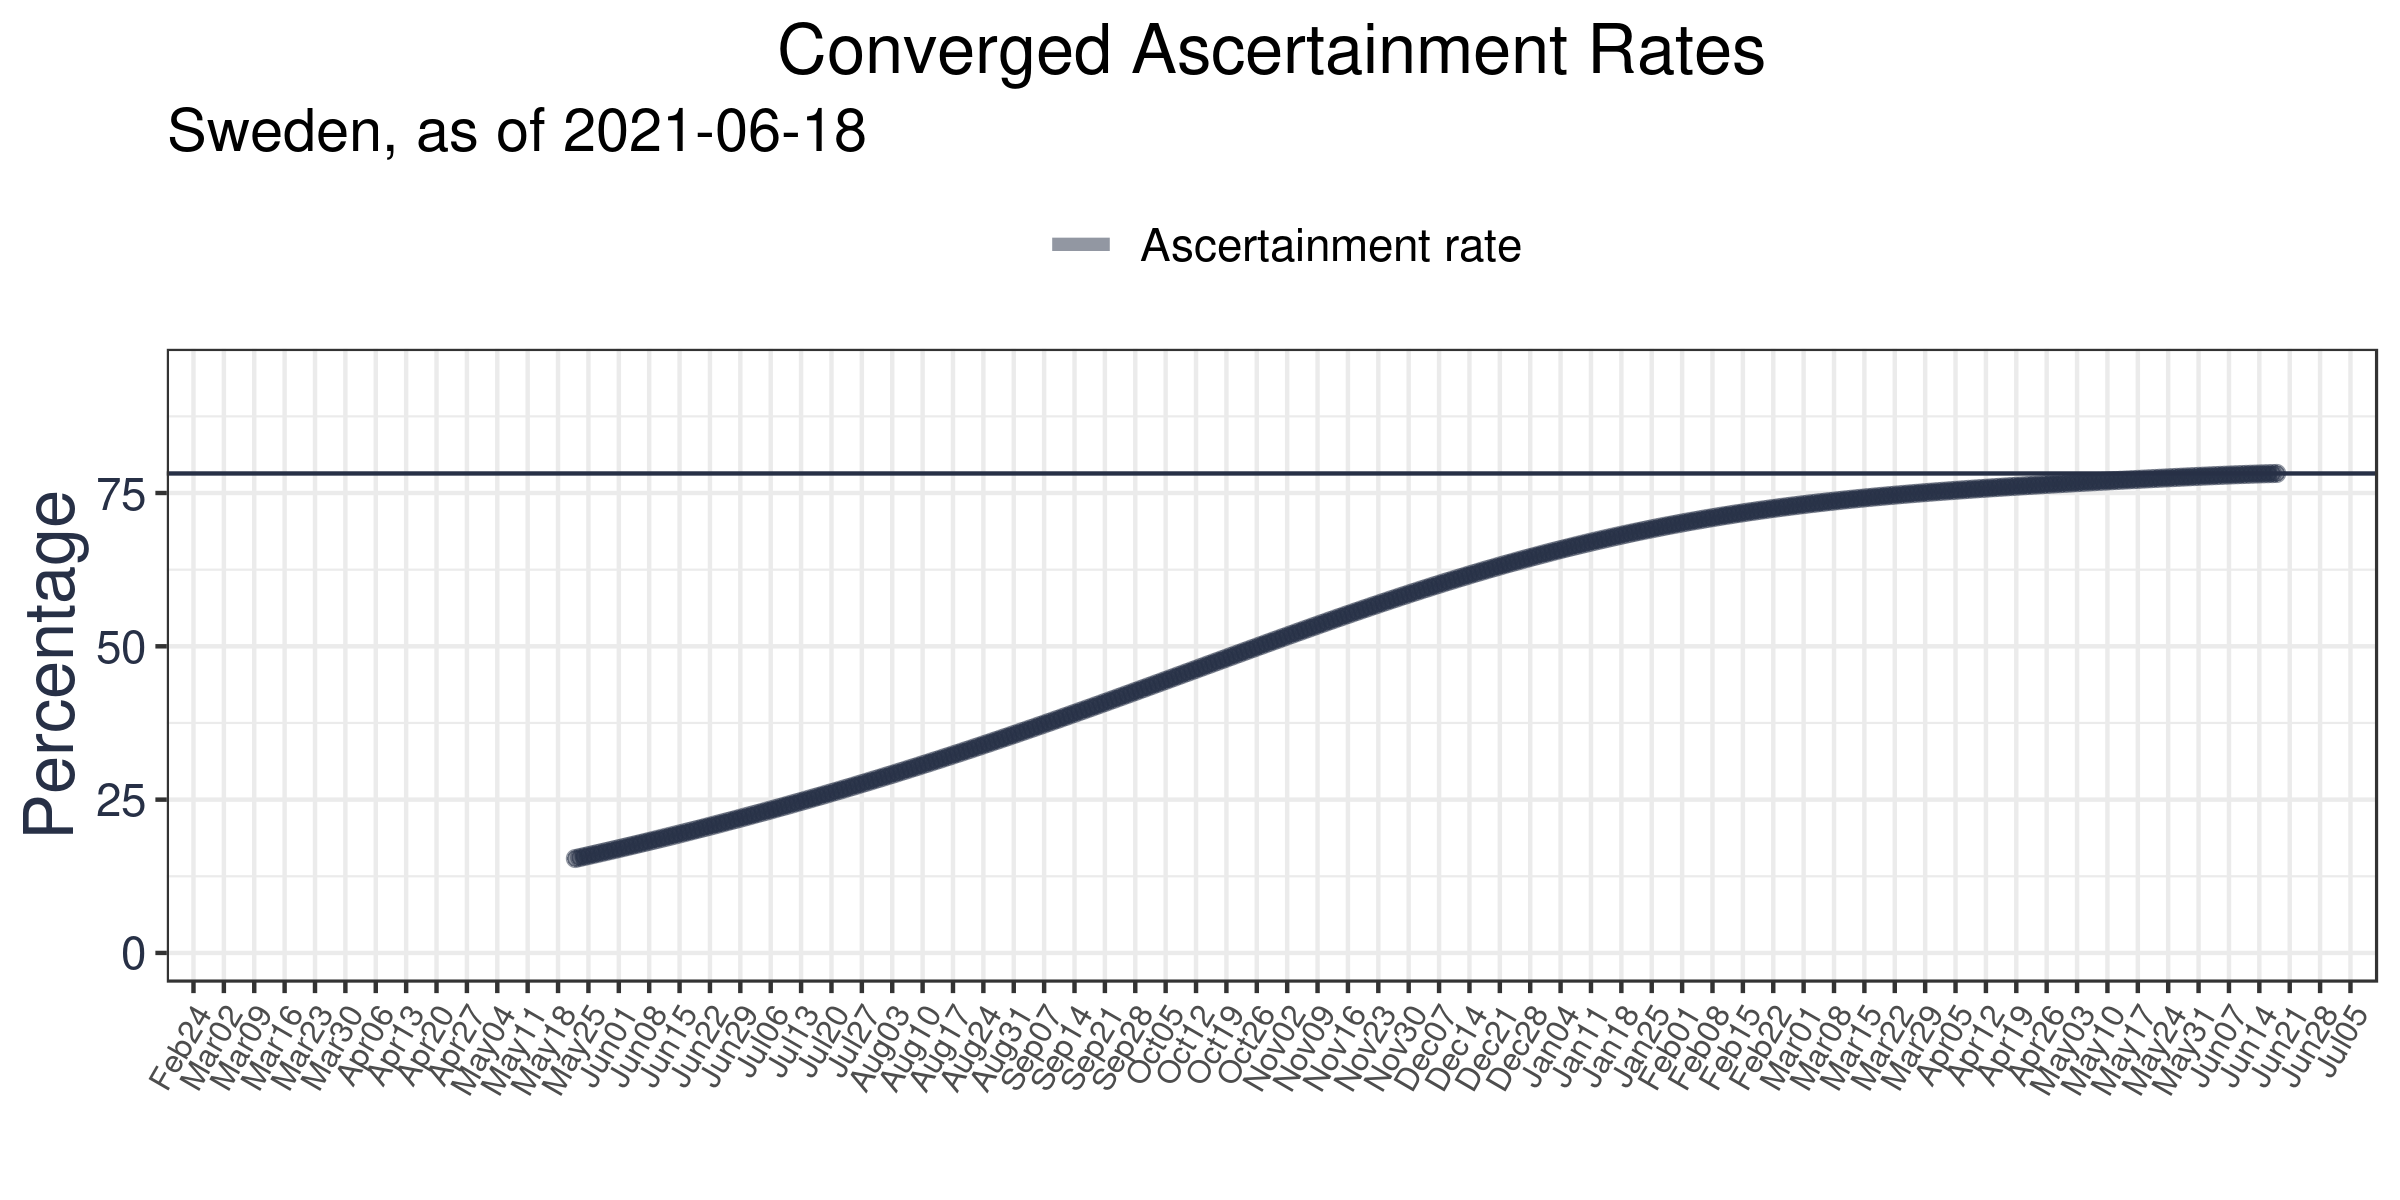 Converged Ascertainment Rates
Sweden, as of 2021-06-18
Ascertainment rate
Percentage
75
50
25
0
Feb24 Mar02 Mar09 Mar16 Mar23 Mar30 Apr06 Apr13 Apr20 Apr27 May04 May11 May18 May25 Jun01 Jun08 Jun15 Jun22 Jun29 Jul06 Jul13 Jul20 Jul27 Aug03 Aug10 Aug17 Aug24 Aug31 Sep07 Sep14 Sep21 Sep28 Oct05 Oct12 Oct19 Oct26 Nov02 Nov09 Nov16 Nov23 Nov30 Dec07 Dec14 Dec21 Dec28 Jan04 Jan11 Jan18 Jan25 Feb01 Feb08 Feb15 Feb22 Mar01 Mar08 Mar15 Mar22 Mar29 Apr05 Apr12 Apr19 Apr26 May03 May10 May17 May24 May31 Jun07 Jun14 Jun21 Jun28 Jul05